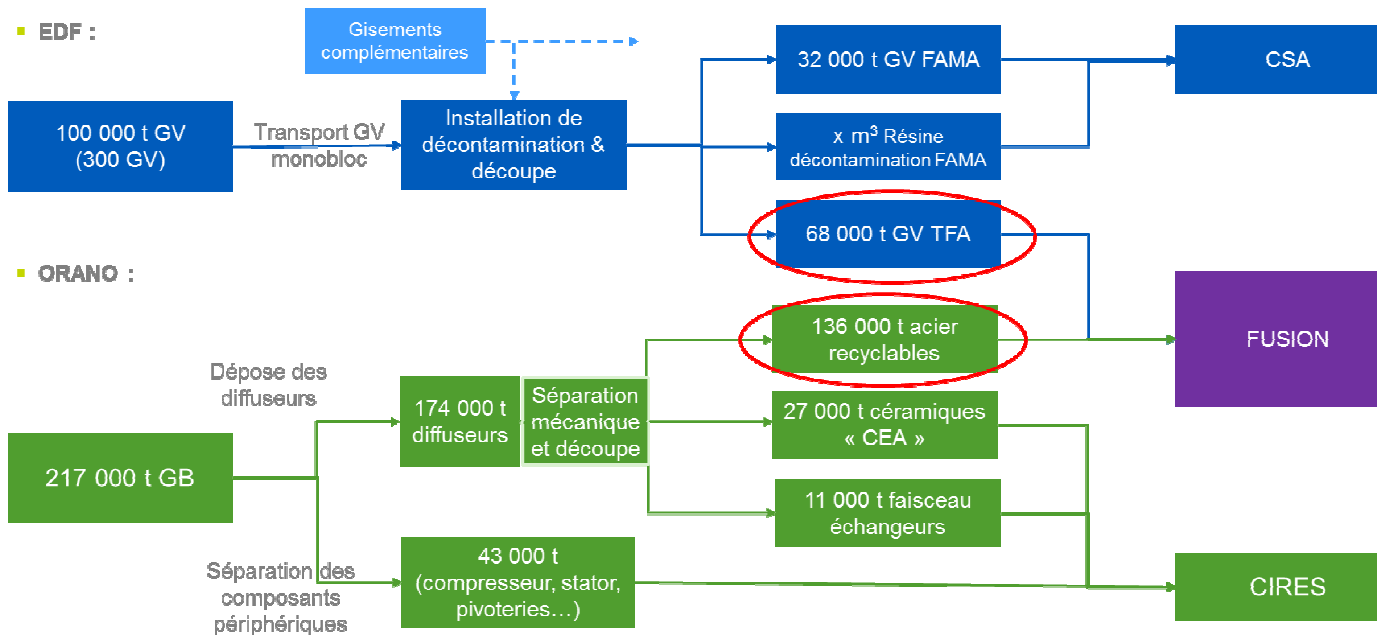 EDF :
Gisements
complémentaires
100 000 t GV
(300 GV)
Transport GV
monobloc
Installation de
décontamination &
découpe
32 000 t GV FAMA
x m³ Résine
décontamination FAMA
68 000 t GV TFA
CSA
ORANO :
217 000 t GB
Dépose des
diffuseurs
174 000 t
diffuseurs
Séparation
mécanique
et découpe
136 000 t acier
recyclables
27 000 t céramiques
« CEA »
11 000 t faisceau
échangeurs
FUSION
Séparation des
composants
périphériques
43 000 t
(compresseur, stator,
pivoteries…)
CIRES